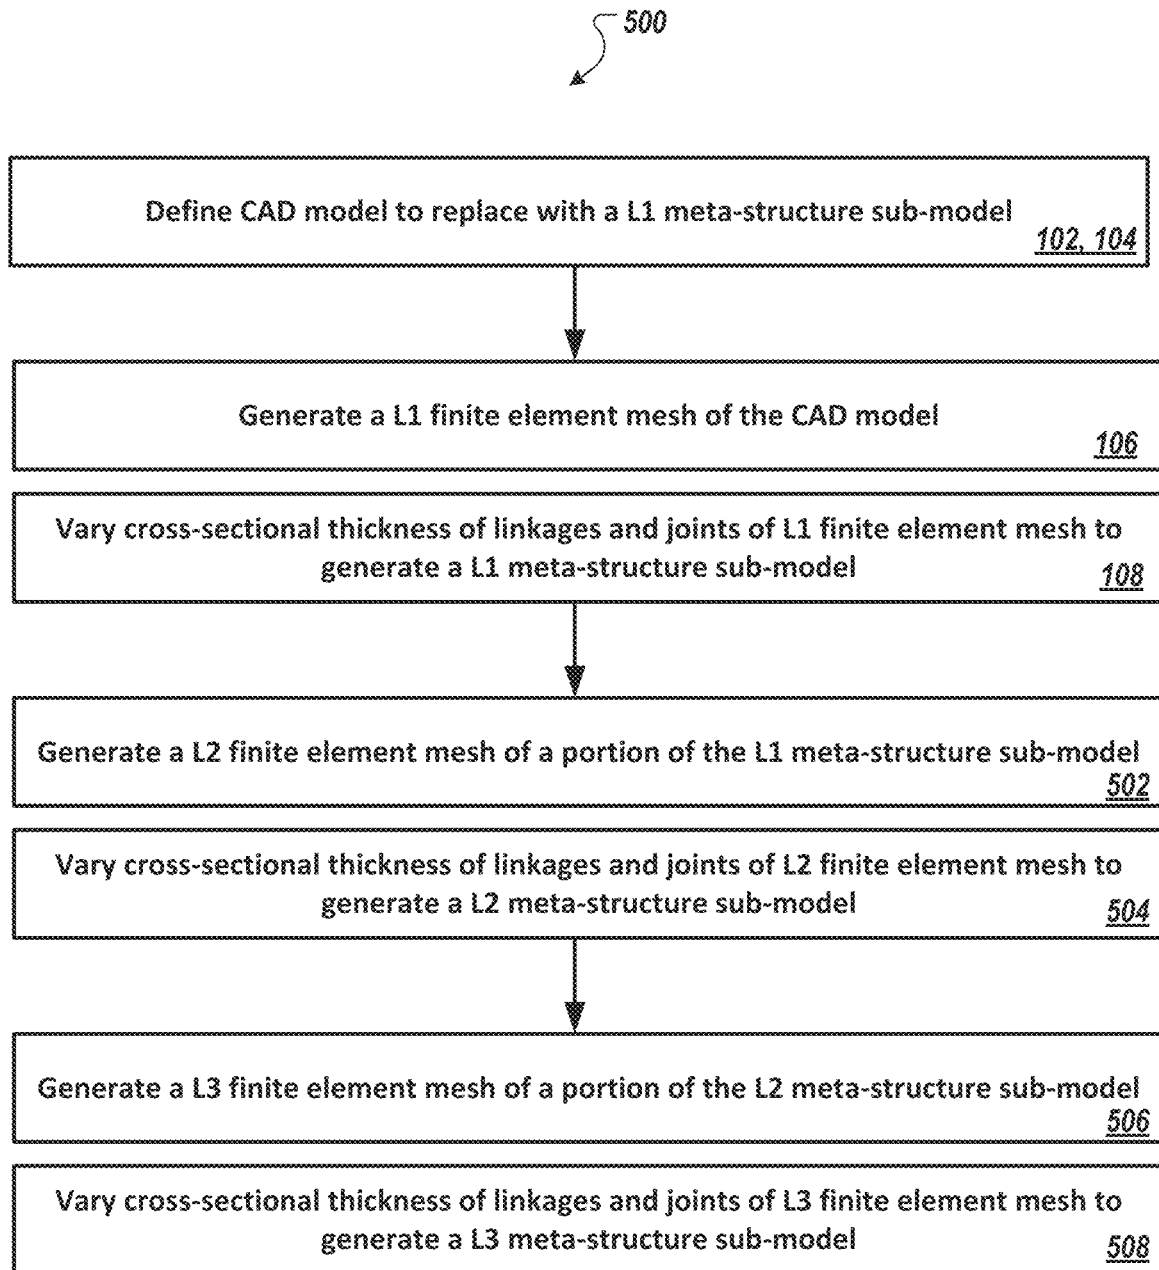 500
Define CAD model to replace with a L1 meta-structure sub-model
102, 104
Generate a L1 finite element mesh of the CAD model
106
Vary cross-sectional thickness of linkages and joints of L1 finite element mesh to
generate a L1 meta-structure sub-model
108
Generate a L2 finite element mesh of a portion of the L1 meta-structure sub-model
502
Vary cross-sectional thickness of linkages and joints of L2 finite element mesh to
generate a L2 meta-structure sub-model
504
Generate a L3 finite element mesh of a portion of the L2 meta-structure sub-model
506
Vary cross-sectional thickness of linkages and joints of L3 finite element mesh to
generate a L3 meta-structure sub-model
508